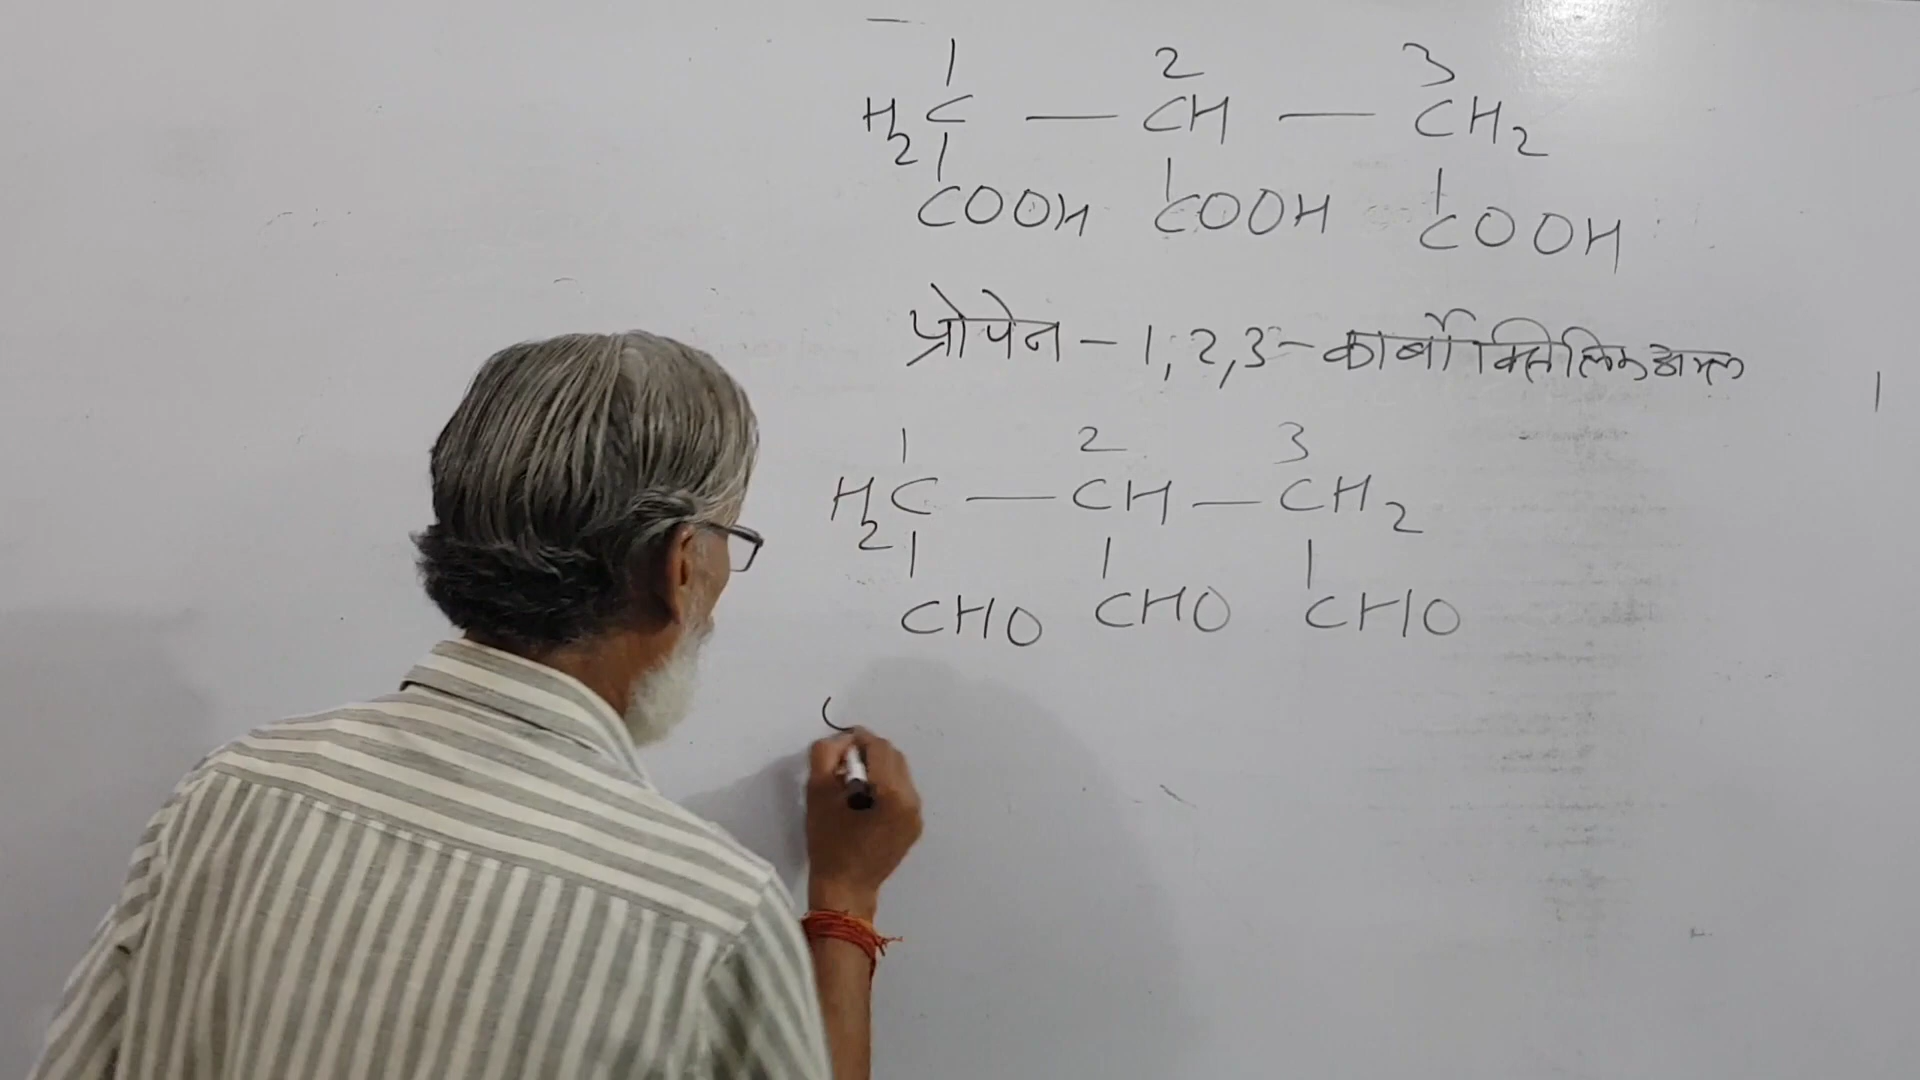 1 2 3
H₂C — CH — CH₂
COOH COOH COOH
प्रोपेन – 1,2,3 – कार्बोक्सिलिक अम्ल
1 2 3
H₂C — CH — CH₂
CHO CHO CHO